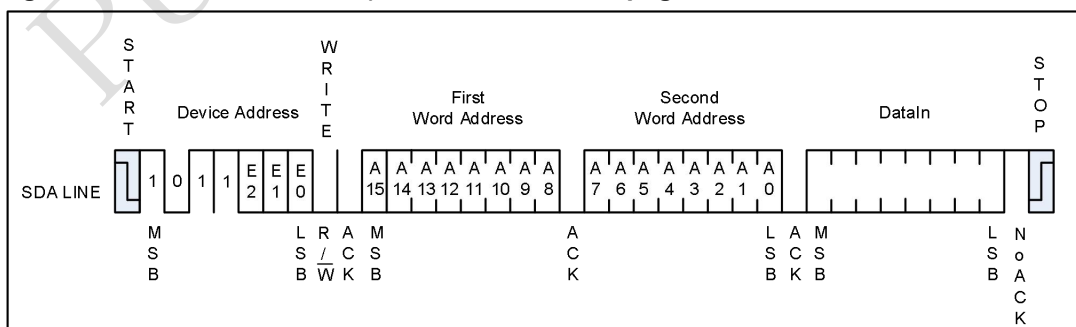 START
WRITE
STOP
Device Address
First
Word Address
Second
Word Address
DataIn
SDA LINE
1 0 1 1 E2 E1 E0
A15 A14 A13 A12 A11 A10 A9 A8
A7 A6 A5 A4 A3 A2 A1 A0
MSB
LSB
R/W
ACK
MSB
ACK
LSB
ACK
MSB
LSB
NoACK